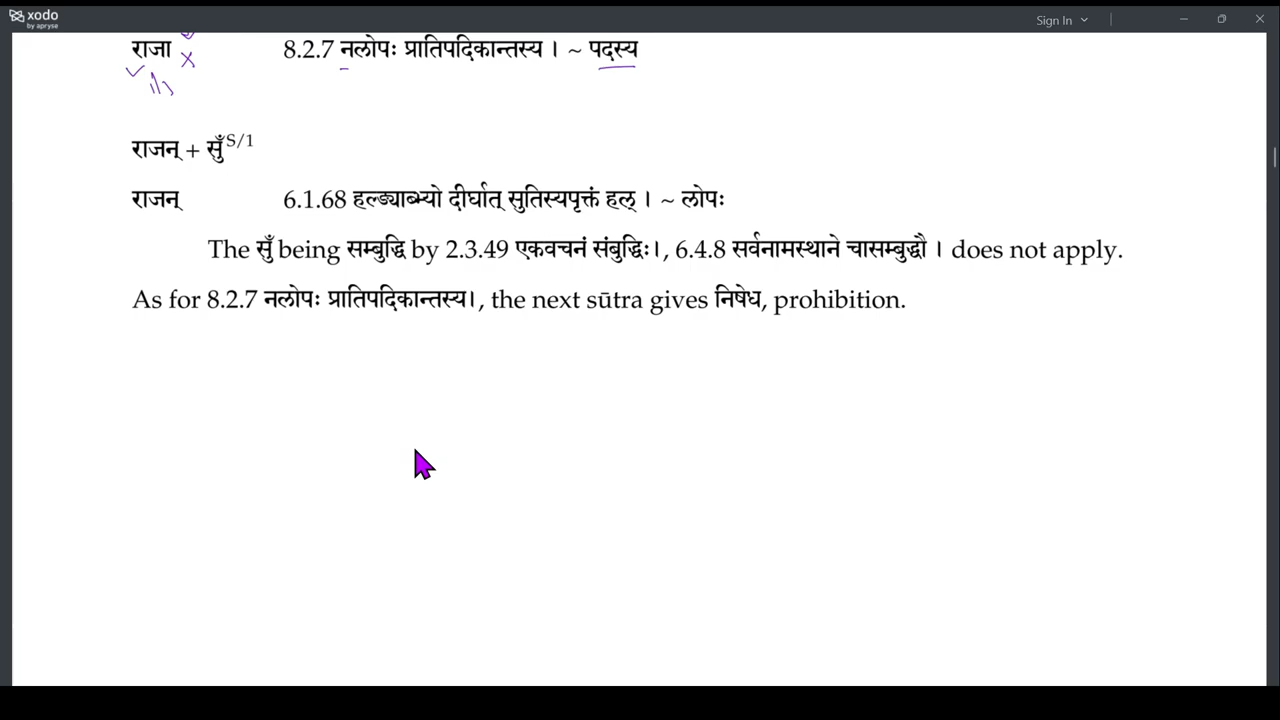 xodo
by apryse
Sign In
राजा 8.2.7 नलोपः प्रातिपदिकान्तस्य । ~ पदस्य
राजन् + सुँ S/1
राजन् 6.1.68 हल्ङ्याब्भ्यो दीर्घात् सुतिस्यपृक्तं हल् । ~ लोपः
The सुँ being सम्बुद्धि by 2.3.49 एकवचनं संबुद्धिः।, 6.4.8 सर्वनामस्थाने चासम्बुद्धौ । does not apply.
As for 8.2.7 नलोपः प्रातिपदिकान्तस्य।, the next sūtra gives निषेध, prohibition.